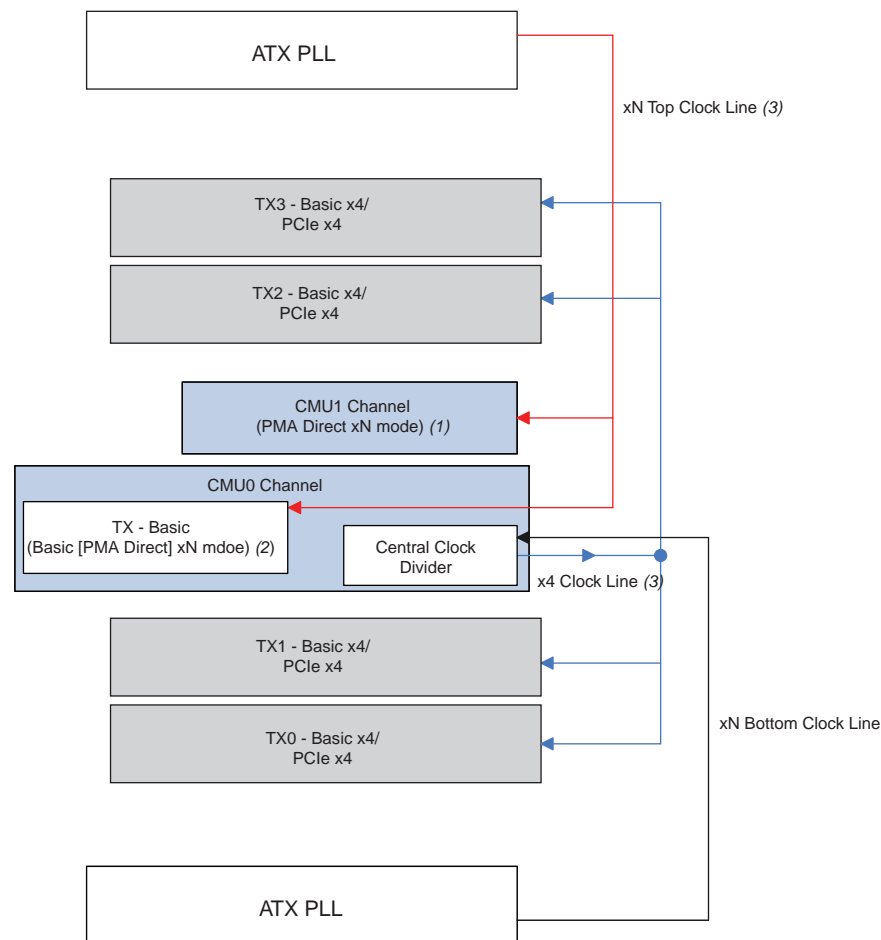 ATX PLL
xN Top Clock Line (3)
TX3 - Basic x4/
PCIe x4
TX2 - Basic x4/
PCIe x4
CMU1 Channel
(PMA Direct xN mode) (1)
CMU0 Channel
TX - Basic
(Basic [PMA Direct] xN mdoe) (2)
Central Clock
Divider
x4 Clock Line (3)
TX1 - Basic x4/
PCIe x4
xN Bottom Clock Line
TX0 - Basic x4/
PCIe x4
ATX PLL